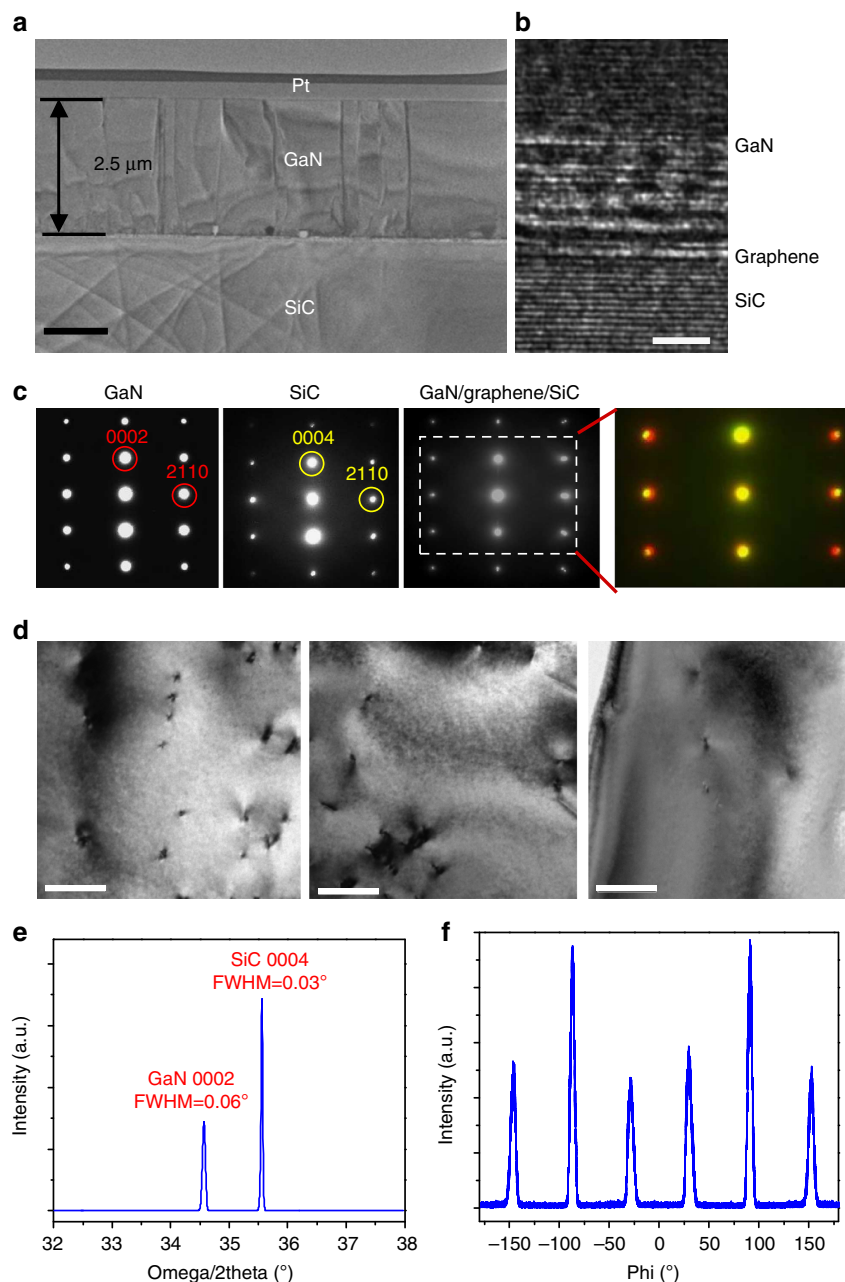 a
Pt
2.5 μm
GaN
SiC
b
GaN
Graphene
SiC
c
GaN
SiC
GaN/graphene/SiC
0002
2110
0004
2110
d
e
SiC 0004
FWHM=0.03°
GaN 0002
FWHM=0.06°
Intensity (a.u.)
32 33 34 35 36 37 38
Omega/2theta (°)
f
Intensity (a.u.)
−150 −100 −50 0 50 100 150
Phi (°)